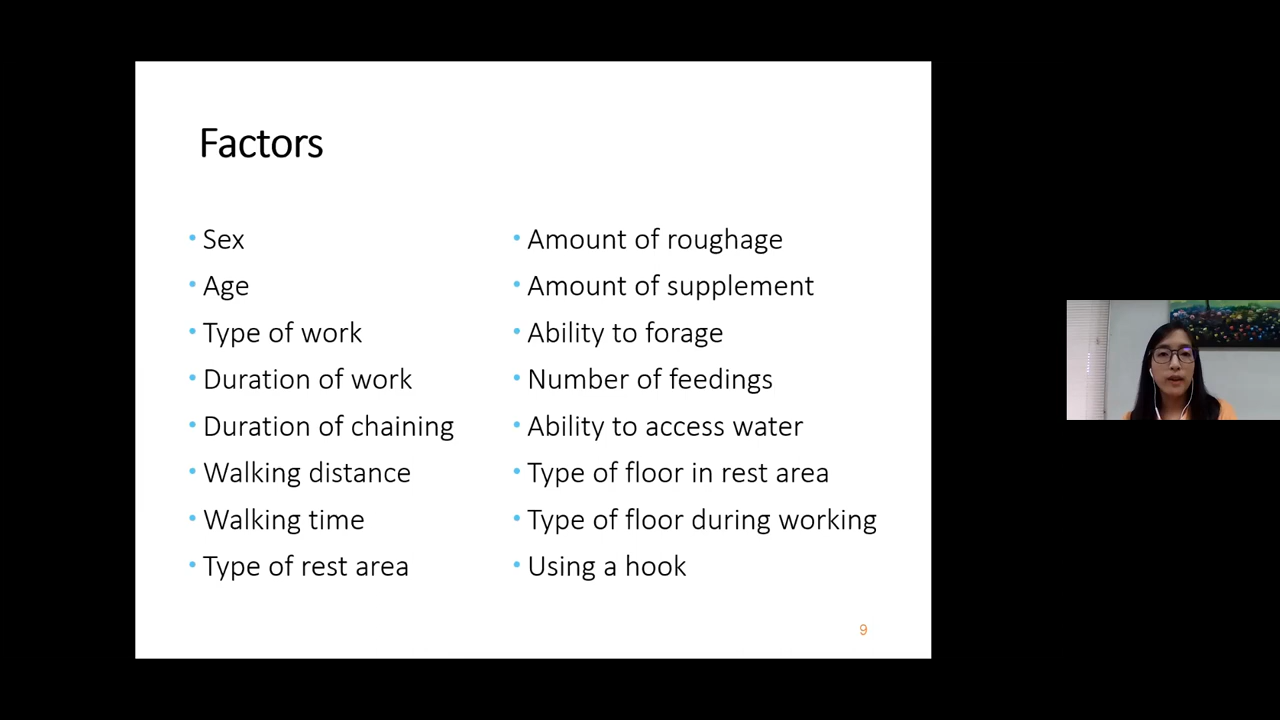 Factors
• Sex
• Age
• Type of work
• Duration of work
• Duration of chaining
• Walking distance
• Walking time
• Type of rest area
• Amount of roughage
• Amount of supplement
• Ability to forage
• Number of feedings
• Ability to access water
• Type of floor in rest area
• Type of floor during working
• Using a hook
9